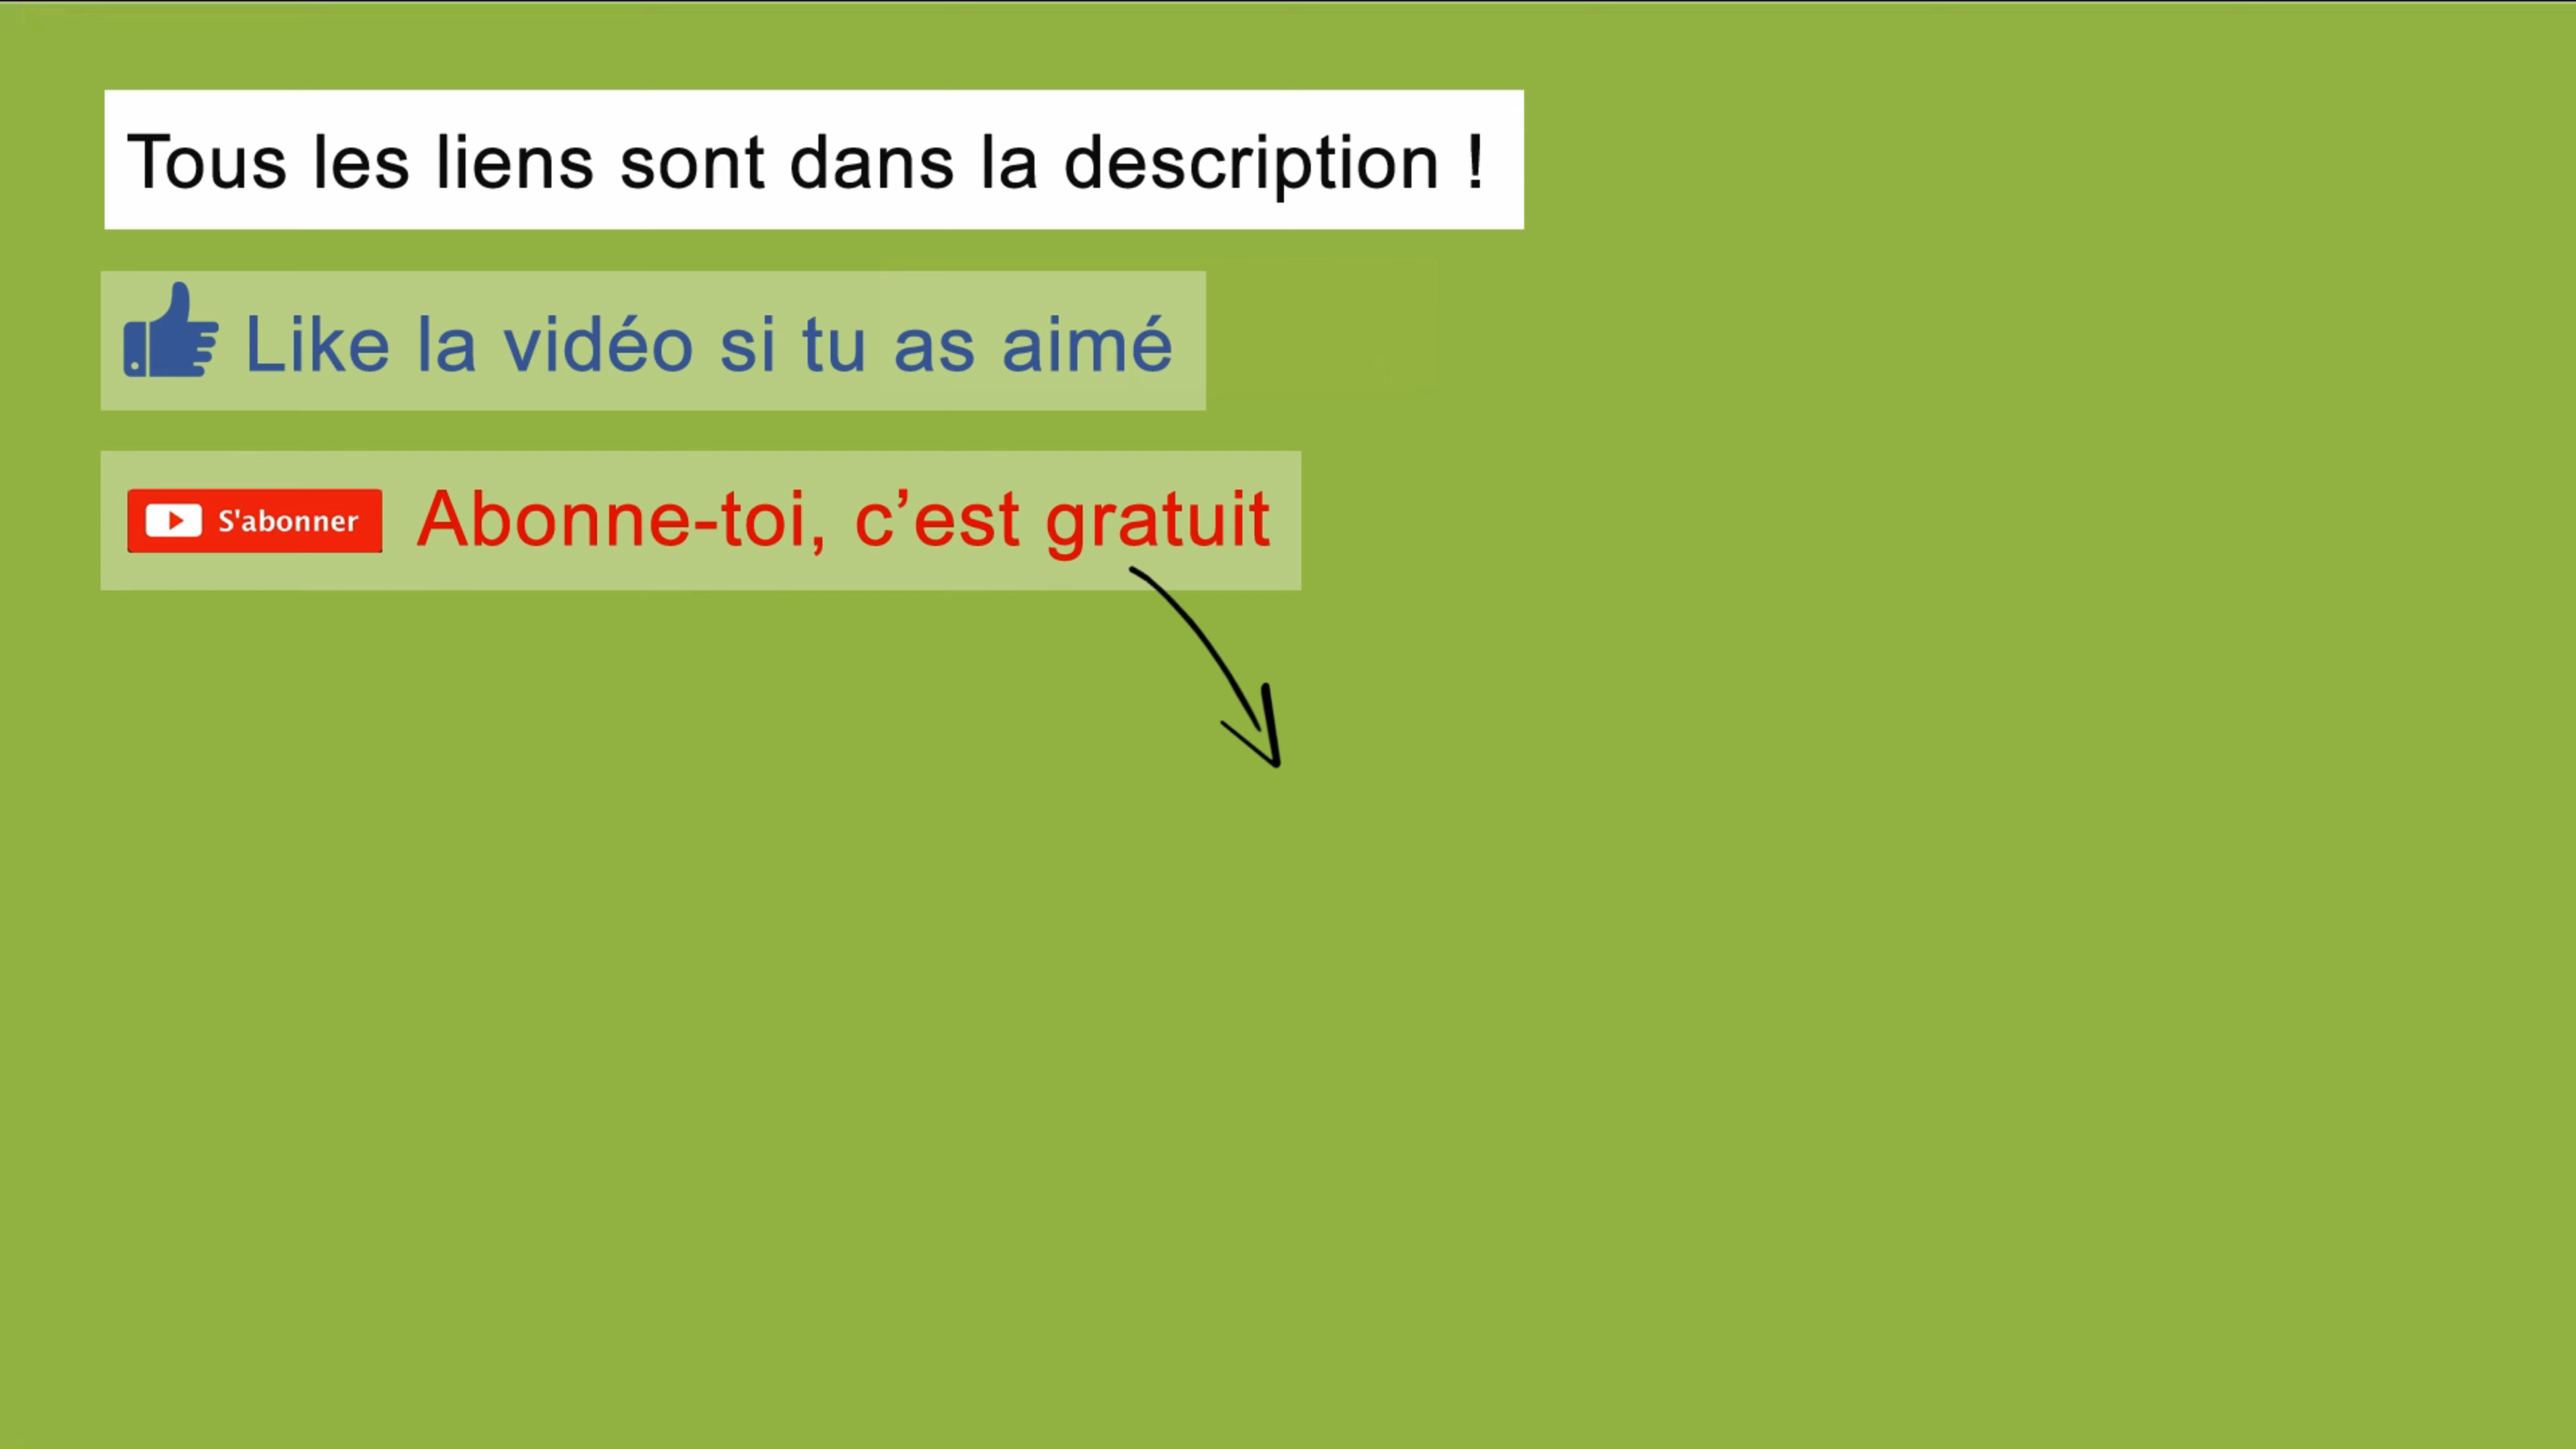 Tous les liens sont dans la description !
Like la vidéo si tu as aimé
S'abonner Abonne-toi, c’est gratuit